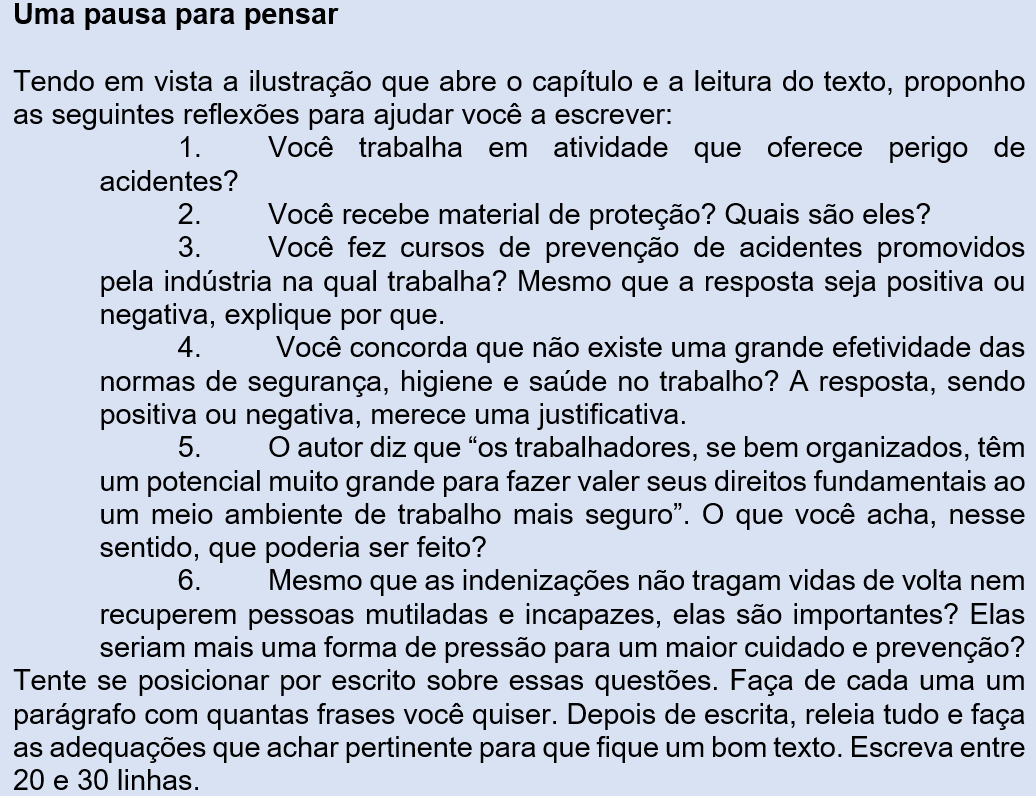 Uma pausa para pensar
Tendo em vista a ilustração que abre o capítulo e a leitura do texto, proponho
as seguintes reflexões para ajudar você a escrever:
1. Você trabalha em atividade que oferece perigo de
acidentes?
2. Você recebe material de proteção? Quais são eles?
3. Você fez cursos de prevenção de acidentes promovidos
pela indústria na qual trabalha? Mesmo que a resposta seja positiva ou
negativa, explique por que.
4. Você concorda que não existe uma grande efetividade das
normas de segurança, higiene e saúde no trabalho? A resposta, sendo
positiva ou negativa, merece uma justificativa.
5. O autor diz que “os trabalhadores, se bem organizados, têm
um potencial muito grande para fazer valer seus direitos fundamentais ao
um meio ambiente de trabalho mais seguro”. O que você acha, nesse
sentido, que poderia ser feito?
6. Mesmo que as indenizações não tragam vidas de volta nem
recuperem pessoas mutiladas e incapazes, elas são importantes? Elas
seriam mais uma forma de pressão para um maior cuidado e prevenção?
Tente se posicionar por escrito sobre essas questões. Faça de cada uma um
parágrafo com quantas frases você quiser. Depois de escrita, releia tudo e faça
as adequações que achar pertinente para que fique um bom texto. Escreva entre
20 e 30 linhas.